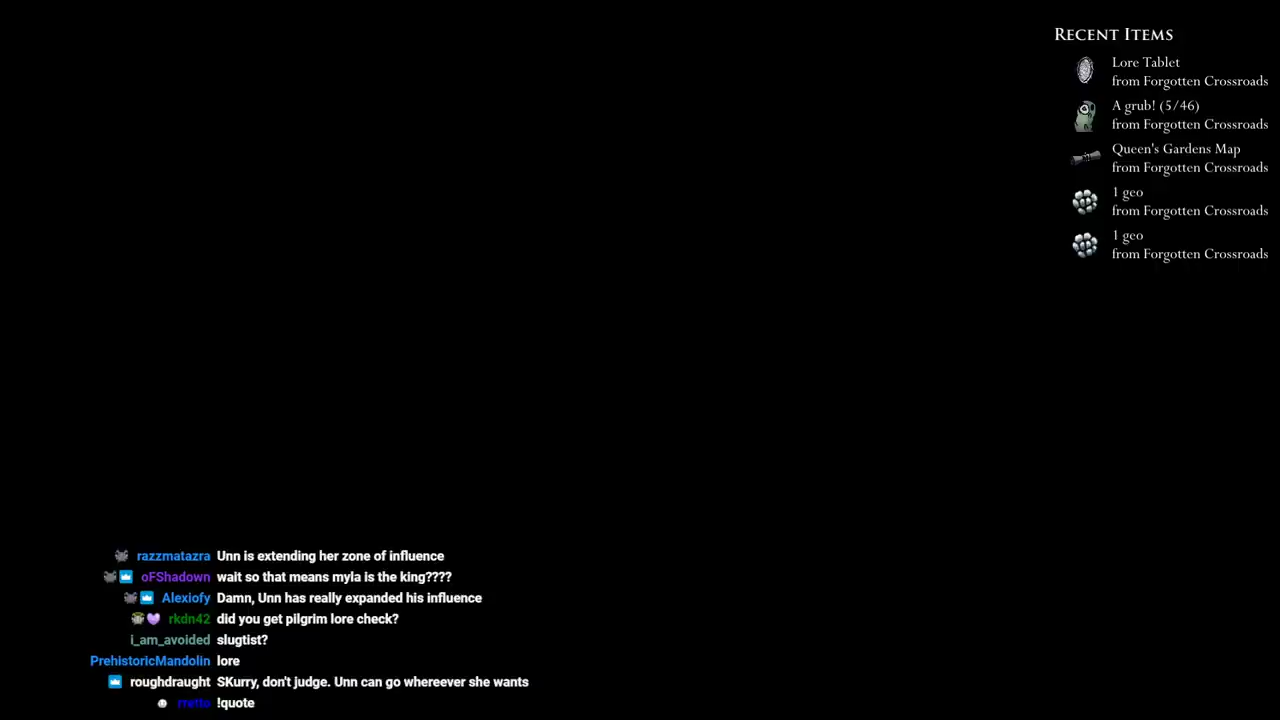 RECENT ITEMS
Lore Tablet
from Forgotten Crossroads
A grub! (5/46)
from Forgotten Crossroads
Queen's Gardens Map
from Forgotten Crossroads
1 geo
from Forgotten Crossroads
1 geo
from Forgotten Crossroads
razzmatazra Unn is extending her zone of influence
oFShadown wait so that means myla is the king????
Alexiofy Damn, Unn has really expanded his influence
rkdn42 did you get pilgrim lore check?
i_am_avoided slugtist?
PrehistoricMandolin lore
roughdraught SKurry, don't judge. Unn can go whereever she wants
rretto !quote